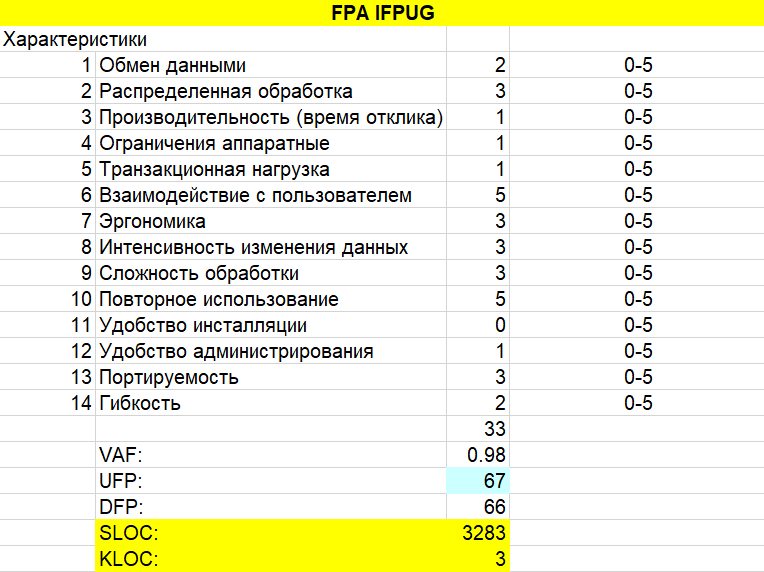 FPA IFPUG
Характеристики
1 Обмен данными 2 0-5
2 Распределенная обработка 3 0-5
3 Производительность (время отклика) 1 0-5
4 Ограничения аппаратные 1 0-5
5 Транзакционная нагрузка 1 0-5
6 Взаимодействие с пользователем 5 0-5
7 Эргономика 3 0-5
8 Интенсивность изменения данных 3 0-5
9 Сложность обработки 3 0-5
10 Повторное использование 5 0-5
11 Удобство инсталляции 0 0-5
12 Удобство администрирования 1 0-5
13 Портируемость 3 0-5
14 Гибкость 2 0-5
33
VAF: 0.98
UFP: 67
DFP: 66
SLOC: 3283
KLOC: 3